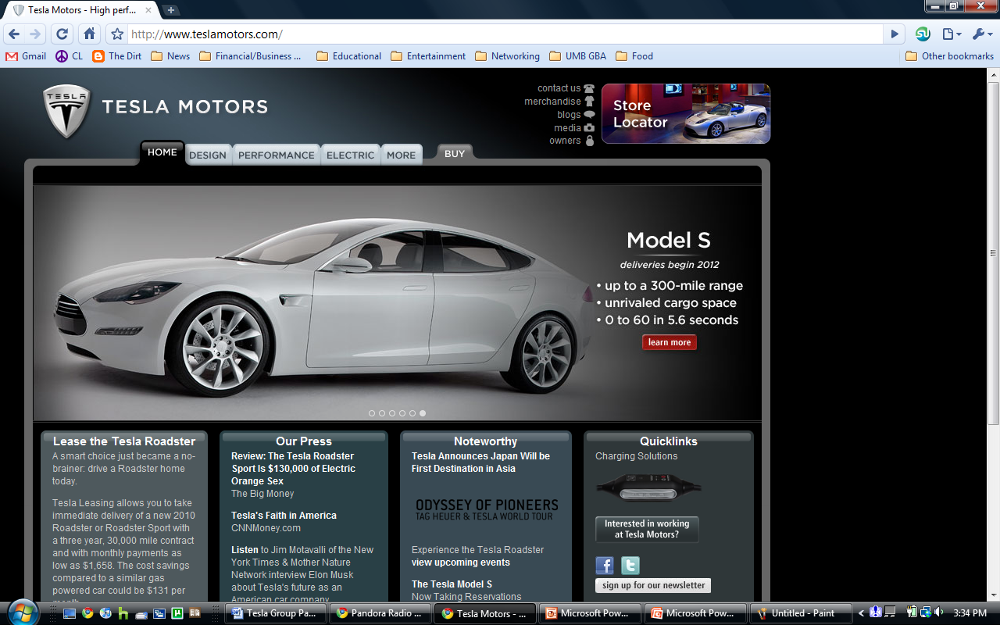 Tesla Motors - High perf...
http://www.teslamotors.com/
Gmail
CL
The Dirt
News
Financial/Business ...
Educational
Entertainment
Networking
UMB GBA
Food
Other bookmarks
TESLA
TESLA MOTORS
contact us
merchandise
blogs
media
owners
Store
Locator
HOME
DESIGN
PERFORMANCE
ELECTRIC
MORE
BUY
Model S
deliveries begin 2012
• up to a 300-mile range
• unrivaled cargo space
• 0 to 60 in 5.6 seconds
learn more
Lease the Tesla Roadster
A smart choice just became a no-
brainer: drive a Roadster home
today.
Tesla Leasing allows you to take
immediate delivery of a new 2010
Roadster or Roadster Sport with
a three year, 30,000 mile contract
and with monthly payments as
low as $1,658. The cost savings
compared to a similar gas
powered car could be $131 per
month.
Our Press
Review: The Tesla Roadster
Sport Is $130,000 of Electric
Orange Sex
The Big Money
Tesla's Faith in America
CNNMoney.com
Listen to Jim Motavalli of the New
York Times & Mother Nature
Network interview Elon Musk
about Tesla's future as an
American car company
Noteworthy
Tesla Announces Japan Will be
First Destination in Asia
ODYSSEY OF PIONEERS
TAG HEUER & TESLA WORLD TOUR
Experience the Tesla Roadster
view upcoming events
The Tesla Model S
Now Taking Reservations
Quicklinks
Charging Solutions
Interested in working
at Tesla Motors?
sign up for our newsletter
Tesla Group Pa...
Pandora Radio ...
Tesla Motors - ...
Microsoft Pow...
Microsoft Pow...
Untitled - Paint
3:34 PM